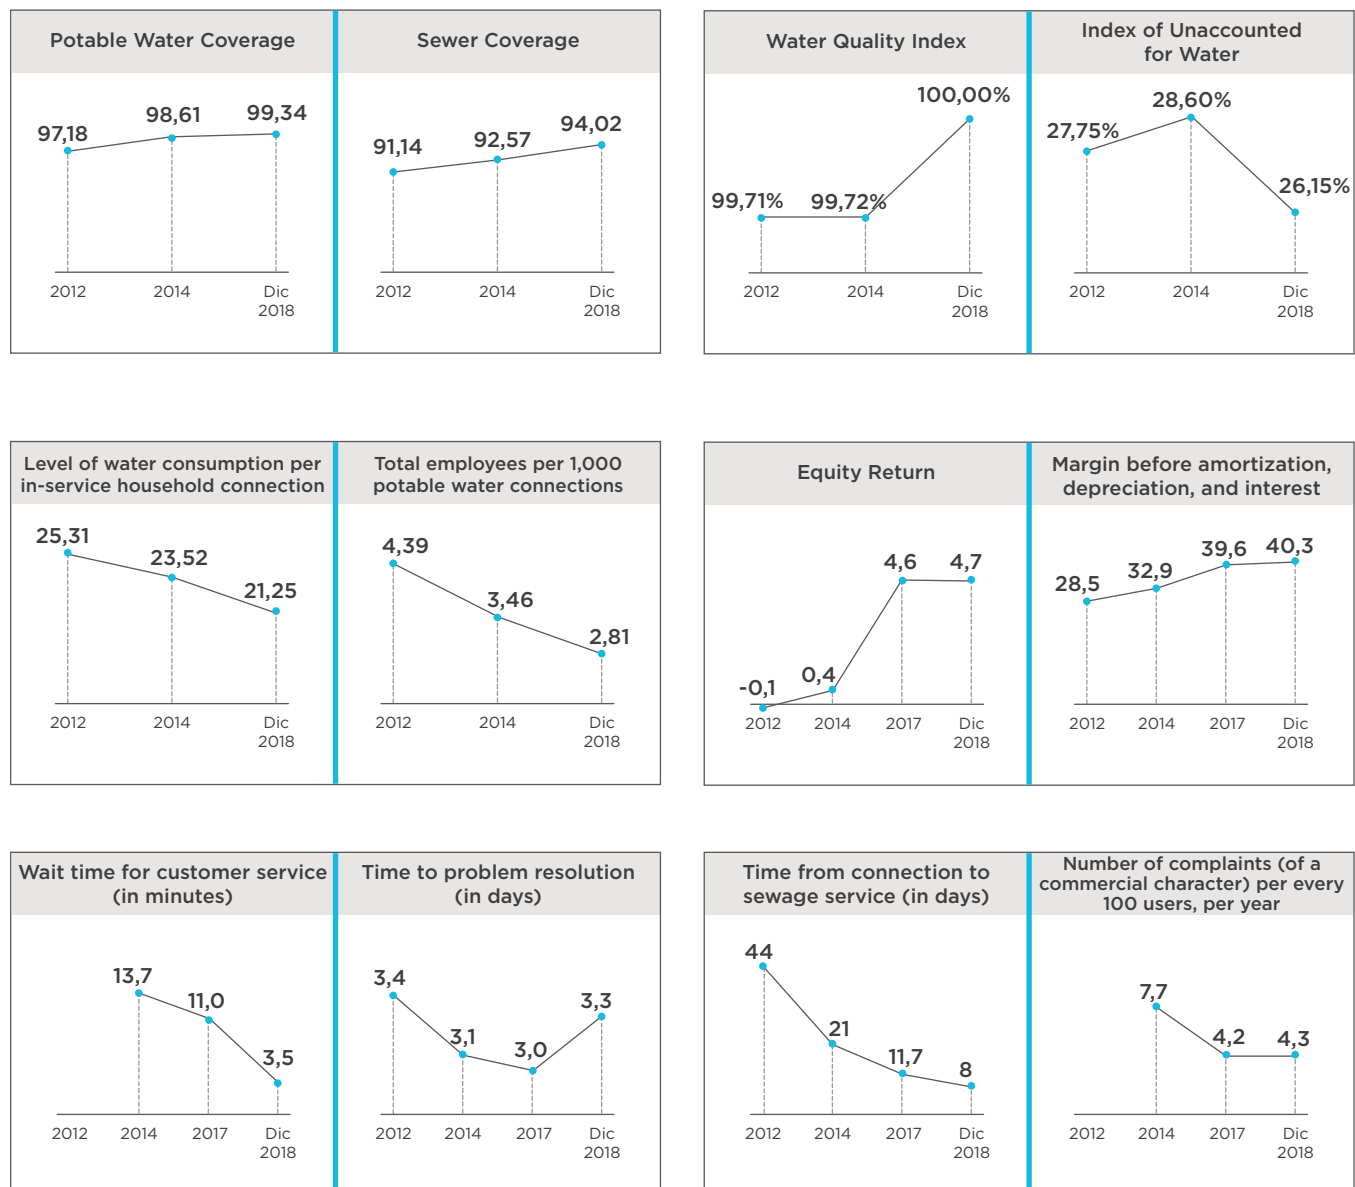 Potable Water Coverage
97,18
98,61
99,34
2012
2014
Dic
2018
Sewer Coverage
91,14
92,57
94,02
2012
2014
Dic
2018
Water Quality Index
99,71%
99,72%
100,00%
2012
2014
Dic
2018
Index of Unaccounted
for Water
27,75%
28,60%
26,15%
2012
2014
Dic
2018
Level of water consumption per
in-service household connection
25,31
23,52
21,25
2012
2014
Dic
2018
Total employees per 1,000
potable water connections
4,39
3,46
2,81
2012
2014
Dic
2018
Equity Return
-0,1
0,4
4,6
4,7
2012
2014
2017
Dic
2018
Margin before amortization,
depreciation, and interest
28,5
32,9
39,6
40,3
2012
2014
2017
Dic
2018
Wait time for customer service
(in minutes)
13,7
11,0
3,5
2012
2014
2017
Dic
2018
Time to problem resolution
(in days)
3,4
3,1
3,0
3,3
2012
2014
2017
Dic
2018
Time from connection to
sewage service (in days)
44
21
11,7
8
2012
2014
2017
Dic
2018
Number of complaints (of a
commercial character) per every
100 users, per year
7,7
4,2
4,3
2012
2014
2017
Dic
2018